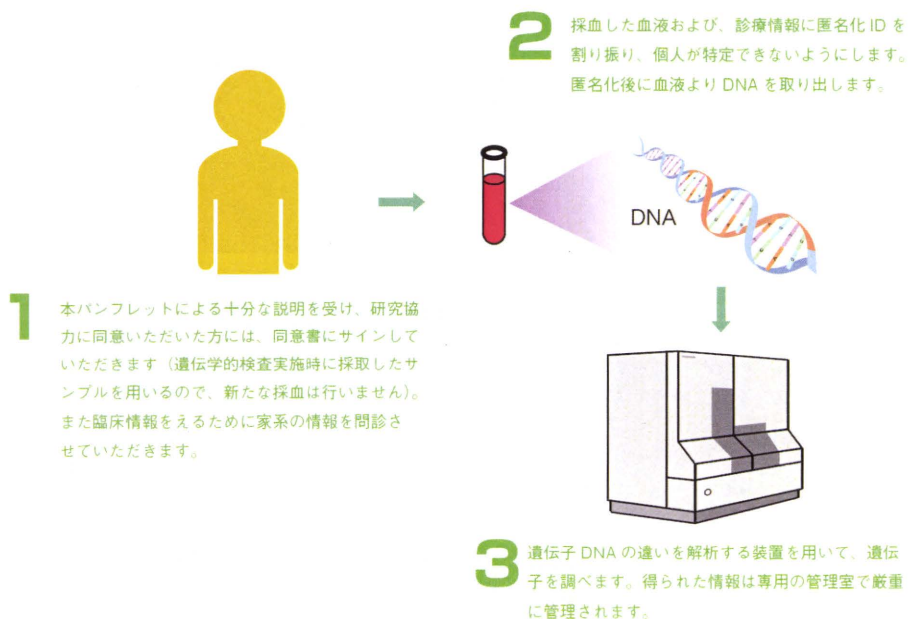 1
本パンフレットによる十分な説明を受け、研究協
力に同意いただいた方には、同意書にサインして
いただきます（遺伝学的検査実施時に採取したサ
ンプルを用いるので、新たな採血は行いません）。
また臨床情報をえるために家系の情報を問診さ
せていただきます。
2
採血した血液および、診療情報に匿名化 ID を
割り振り、個人が特定できないようにします。
匿名化後に血液より DNA を取り出します。
DNA
3
遺伝子 DNA の違いを解析する装置を用いて、遺伝
子を調べます。得られた情報は専用の管理室で厳重
に管理されます。